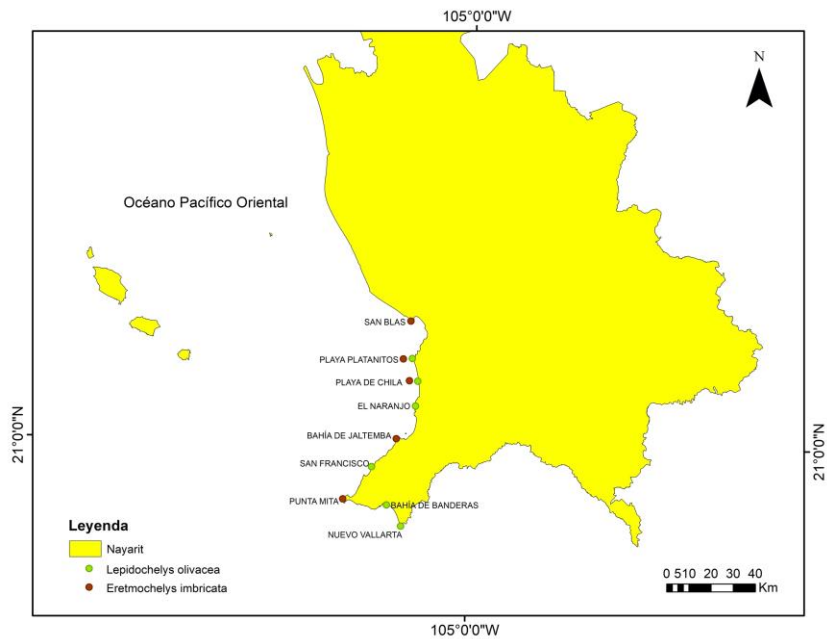 105°0'0"W
N
Océano Pacífico Oriental
SAN BLAS
PLAYA PLATANITOS
PLAYA DE CHILA
EL NARANJO
BAHÍA DE JALTEMBA
21°0'0"N
21°0'0"N
SAN FRANCISCO
PUNTA MITA
BAHÍA DE BANDERAS
NUEVO VALLARTA
Leyenda
Nayarit
Lepidochelys olivacea
Eretmochelys imbricata
0 510 20 30 40
Km
105°0'0"W